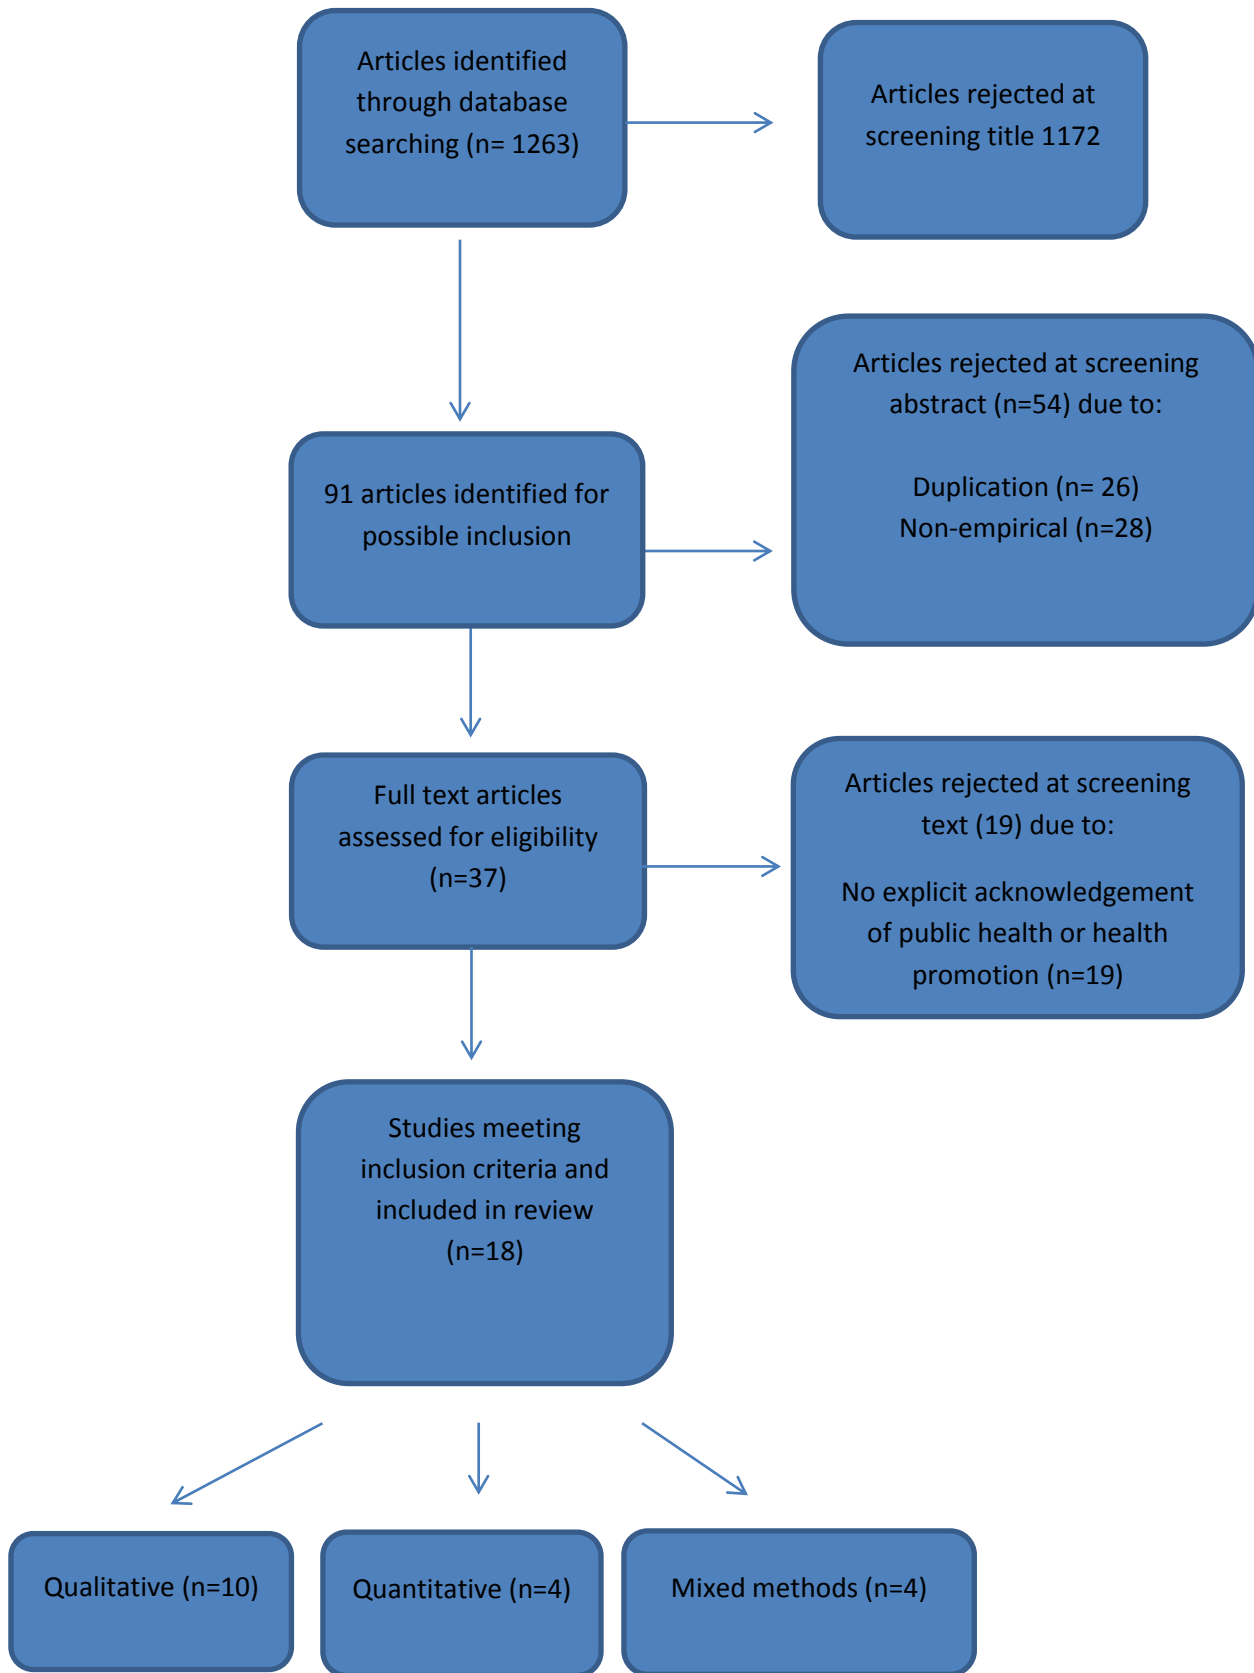 Articles identified
through database
searching (n= 1263)
Articles rejected at
screening title 1172
91 articles identified for
possible inclusion
Articles rejected at screening
abstract (n=54) due to:
Duplication (n= 26)
Non-empirical (n=28)
Full text articles
assessed for eligibility
(n=37)
Articles rejected at screening
text (19) due to:
No explicit acknowledgement
of public health or health
promotion (n=19)
Studies meeting
inclusion criteria and
included in review
(n=18)
Qualitative (n=10)
Quantitative (n=4)
Mixed methods (n=4)